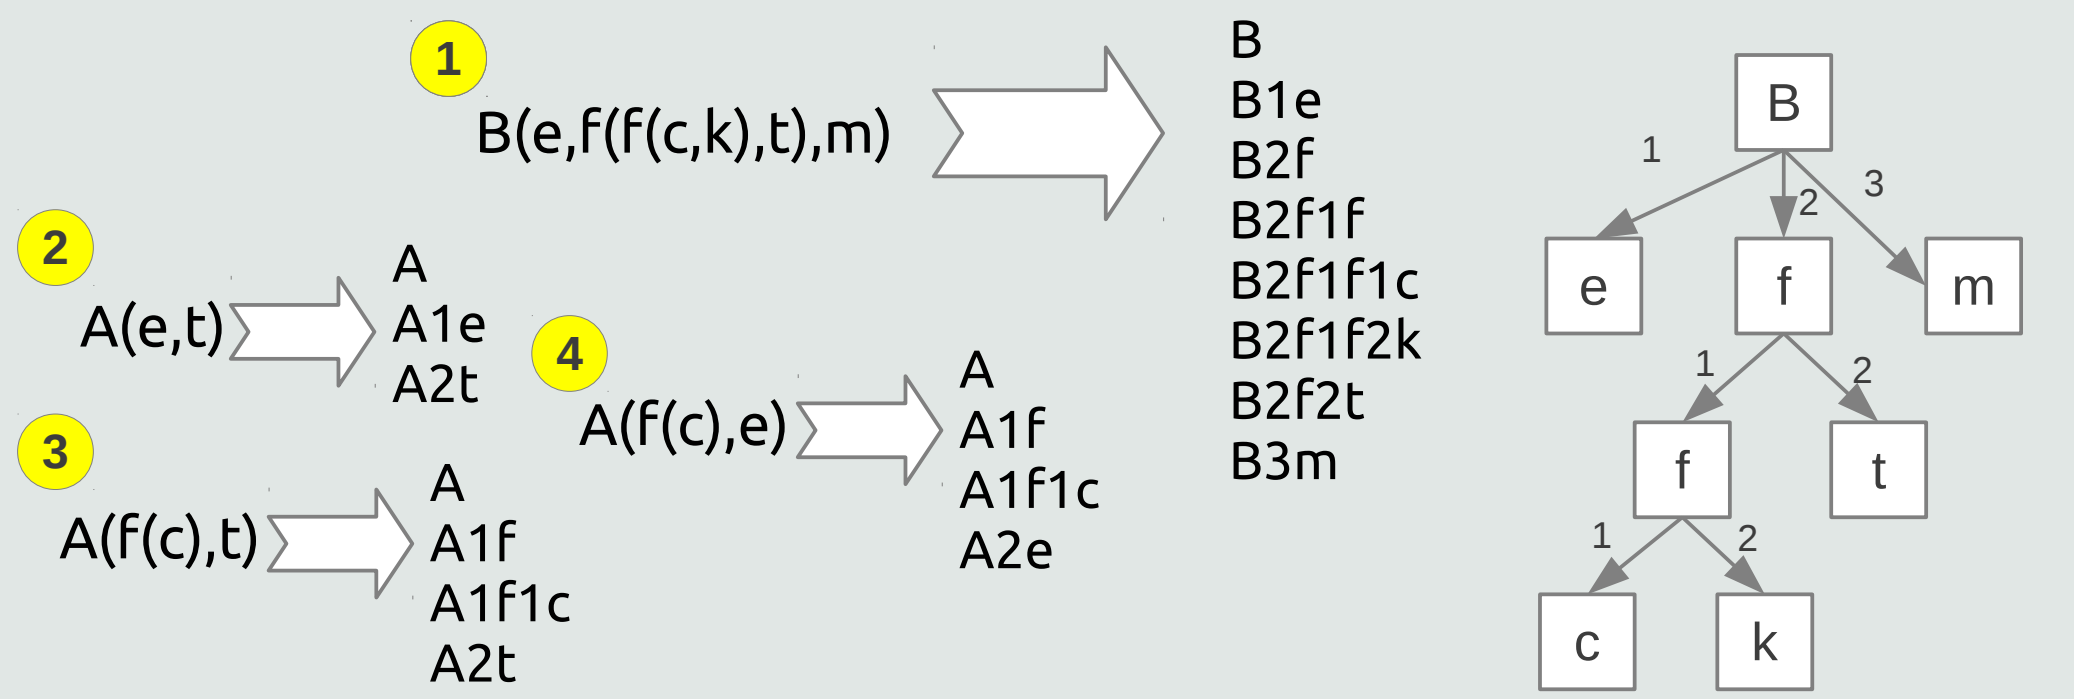 1
B(e,f(f(c,k),t),m)
B
B1e
B2f
B2f1f
B2f1f1c
B2f1f2k
B2f2t
B3m
2
A(e,t)
A
A1e
A2t
3
A(f(c),t)
A
A1f
A1f1c
A2t
4
A(f(c),e)
A
A1f
A1f1c
A2e
B
1
2
3
e
f
m
1
2
f
t
1
2
c
k